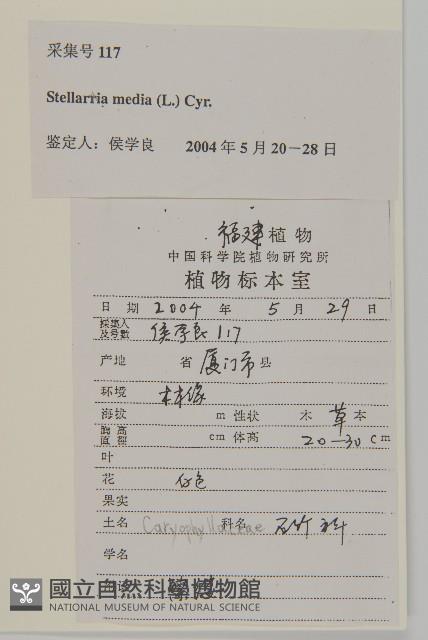 采集号 117
Stellarria media (L.) Cyr.
鉴定人：侯学良 2004 年 5 月 20－28 日
福建 植 物
中国科学院植物研究所
植物标本室
日 期 2004 年 5 月 29 日
採集人及号數 侯学良 117
产地 省 厦门市 县
环境 林缘
海拔 m 性状 木 草 本
胸高直徑 cm 体高 20-30 cm
叶
花 白色
果实
土名 Caryophyllaceae 科名 石竹科
学名
國立自然科學博物館
NATIONAL MUSEUM OF NATURAL SCIENCE